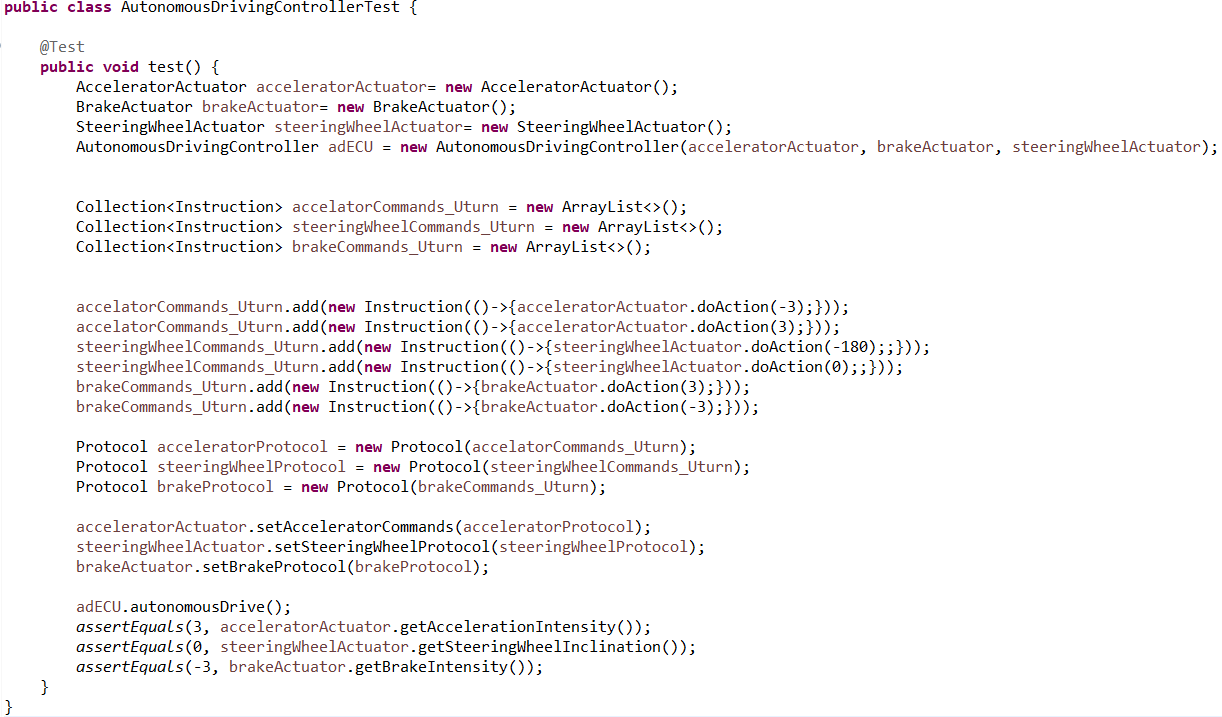 public class AutonomousDrivingControllerTest {
@Test
public void test() {
AcceleratorActuator acceleratorActuator= new AcceleratorActuator();
BrakeActuator brakeActuator= new BrakeActuator();
SteeringWheelActuator steeringWheelActuator= new SteeringWheelActuator();
AutonomousDrivingController adECU = new AutonomousDrivingController(acceleratorActuator, brakeActuator, steeringWheelActuator);
Collection<Instruction> accelatorCommands_Uturn = new ArrayList<>();
Collection<Instruction> steeringWheelCommands_Uturn = new ArrayList<>();
Collection<Instruction> brakeCommands_Uturn = new ArrayList<>();
accelatorCommands_Uturn.add(new Instruction(()->{acceleratorActuator.doAction(-3);}));
accelatorCommands_Uturn.add(new Instruction(()->{acceleratorActuator.doAction(3);}));
steeringWheelCommands_Uturn.add(new Instruction(()->{steeringWheelActuator.doAction(-180);;}));
steeringWheelCommands_Uturn.add(new Instruction(()->{steeringWheelActuator.doAction(0);;}));
brakeCommands_Uturn.add(new Instruction(()->{brakeActuator.doAction(3);}));
brakeCommands_Uturn.add(new Instruction(()->{brakeActuator.doAction(-3);}));
Protocol acceleratorProtocol = new Protocol(accelatorCommands_Uturn);
Protocol steeringWheelProtocol = new Protocol(steeringWheelCommands_Uturn);
Protocol brakeProtocol = new Protocol(brakeCommands_Uturn);
acceleratorActuator.setAcceleratorCommands(acceleratorProtocol);
steeringWheelActuator.setSteeringWheelProtocol(steeringWheelProtocol);
brakeActuator.setBrakeProtocol(brakeProtocol);
adECU.autonomousDrive();
assertEquals(3, acceleratorActuator.getAccelerationIntensity());
assertEquals(0, steeringWheelActuator.getSteeringWheelInclination());
assertEquals(-3, brakeActuator.getBrakeIntensity());
}
}